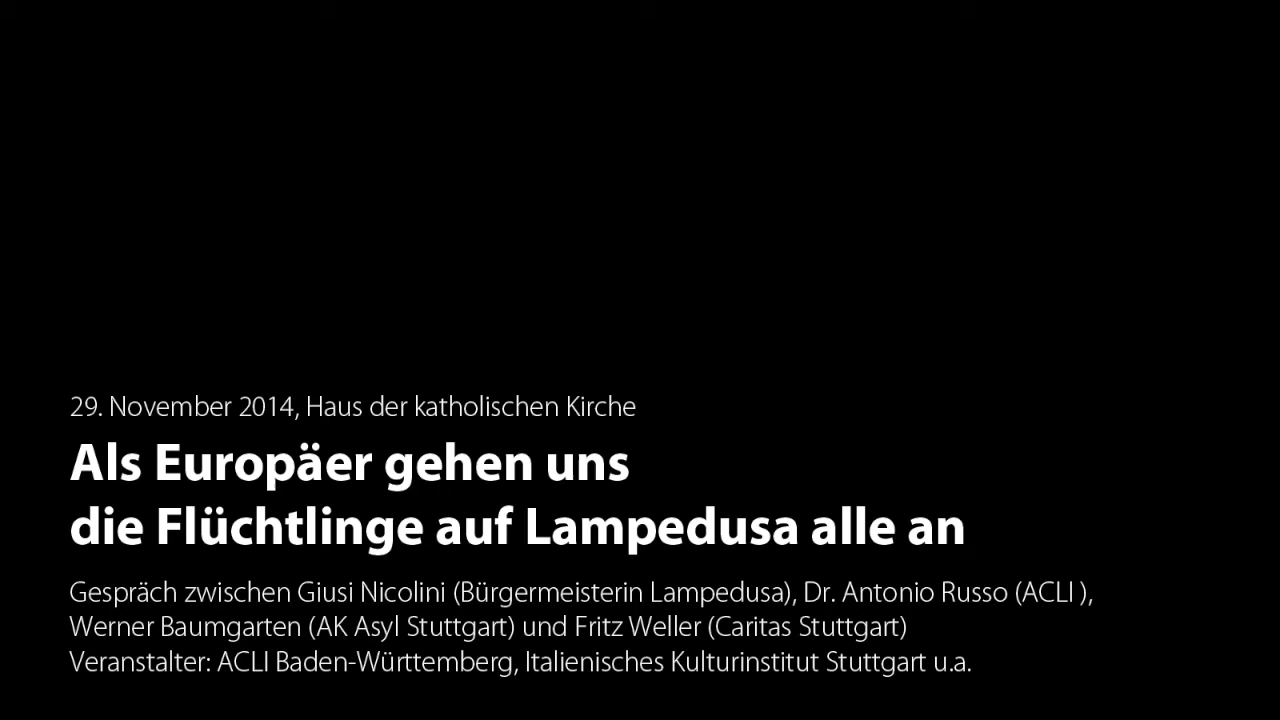 29. November 2014, Haus der katholischen Kirche
Als Europäer gehen uns
die Flüchtlinge auf Lampedusa alle an
Gespräch zwischen Giusi Nicolini (Bürgermeisterin Lampedusa), Dr. Antonio Russo (ACLI ),
Werner Baumgarten (AK Asyl Stuttgart) und Fritz Weller (Caritas Stuttgart)
Veranstalter: ACLI Baden-Württemberg, Italienisches Kulturinstitut Stuttgart u.a.